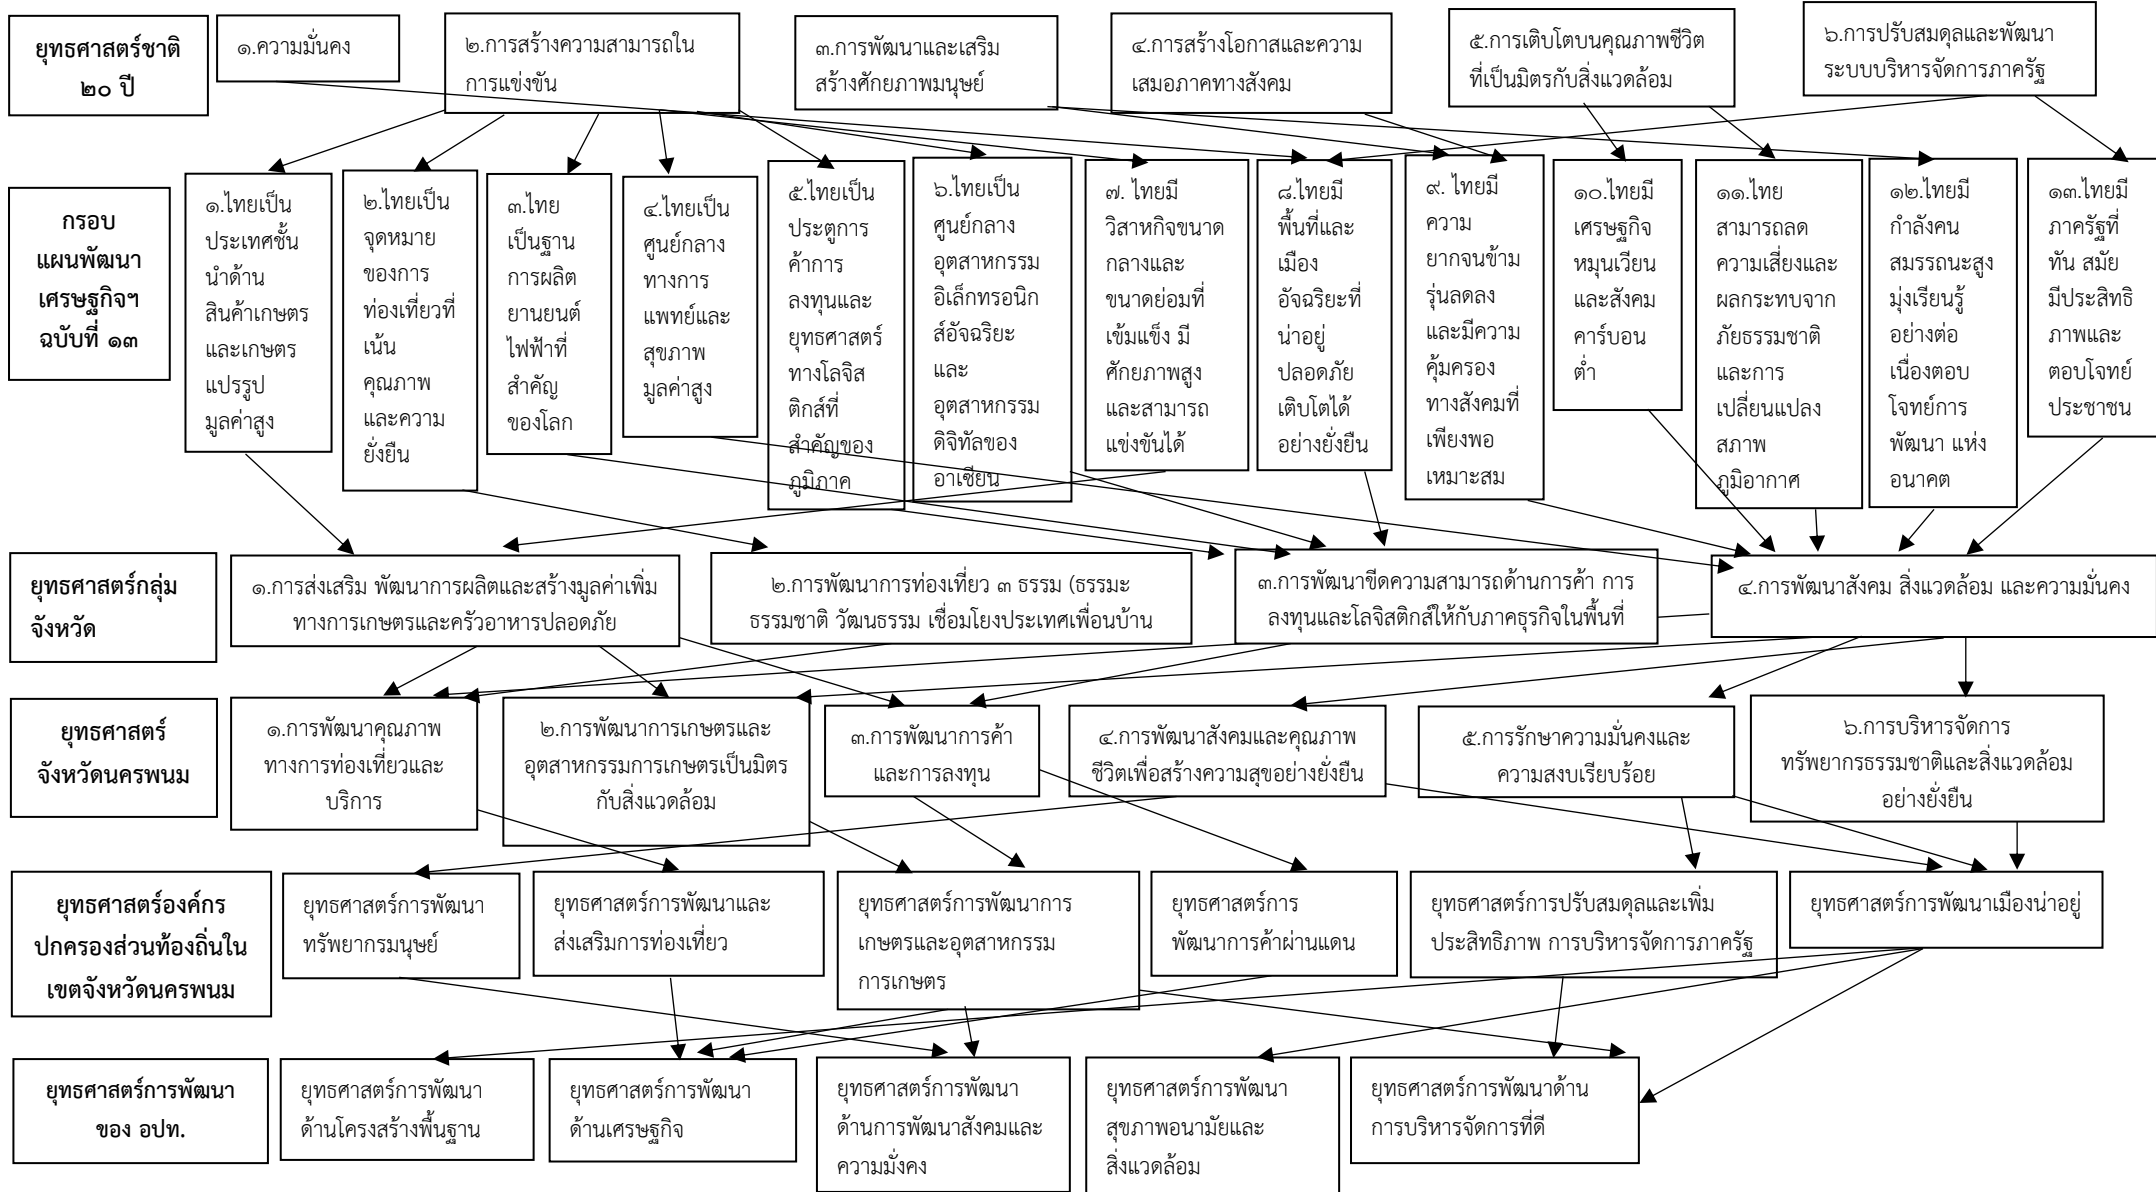 ยุทธศาสตร์ชาติ
๒๐ ปี
๑.ความมั่นคง
๒.การสร้างความสามารถใน
การแข่งขัน
๓.การพัฒนาและเสริม
สร้างศักยภาพมนุษย์
๔.การสร้างโอกาสและความ
เสมอภาคทางสังคม
๕.การเติบโตบนคุณภาพชีวิต
ที่เป็นมิตรกับสิ่งแวดล้อม
๖.การปรับสมดุลและพัฒนา
ระบบบริหารจัดการภาครัฐ
กรอบ
แผนพัฒนา
เศรษฐกิจฯ
ฉบับที่ ๑๓
๑.ไทยเป็น
ประเทศชั้น
นำด้าน
สินค้าเกษตร
และเกษตร
แปรรูป
มูลค่าสูง
๒.ไทยเป็น
จุดหมาย
ของการ
ท่องเที่ยวที่
เน้น
คุณภาพ
และความ
ยั่งยืน
๓.ไทย
เป็นฐาน
การผลิต
ยานยนต์
ไฟฟ้าที่
สำคัญ
ของโลก
๔.ไทยเป็น
ศูนย์กลาง
ทางการ
แพทย์และ
สุขภาพ
มูลค่าสูง
๕.ไทยเป็น
ประตูการ
ค้าการ
ลงทุนและ
ยุทธศาสตร์
ทางโลจิส
ติกส์ที่
สำคัญของ
ภูมิภาค
๖.ไทยเป็น
ศูนย์กลาง
อุตสาหกรรม
อิเล็กทรอนิก
ส์อัจฉริยะ
และ
อุตสาหกรรม
ดิจิทัลของ
อาเซียน
๗. ไทยมี
วิสาหกิจขนาด
กลางและ
ขนาดย่อมที่
เข้มแข็ง มี
ศักยภาพสูง
และสามารถ
แข่งขันได้
๘.ไทยมี
พื้นที่และ
เมือง
อัจฉริยะที่
น่าอยู่
ปลอดภัย
เติบโตได้
อย่างยั่งยืน
๙. ไทยมี
ความ
ยากจนข้าม
รุ่นลดลง
และมีความ
คุ้มครอง
ทางสังคมที่
เพียงพอ
เหมาะสม
๑๐.ไทยมี
เศรษฐกิจ
หมุนเวียน
และสังคม
คาร์บอน
ต่ำ
๑๑.ไทย
สามารถลด
ความเสี่ยงและ
ผลกระทบจาก
ภัยธรรมชาติ
และการ
เปลี่ยนแปลง
สภาพ
ภูมิอากาศ
๑๒.ไทยมี
กำลังคน
สมรรถนะสูง
มุ่งเรียนรู้
อย่างต่อ
เนื่องตอบ
โจทย์การ
พัฒนา แห่ง
อนาคต
๑๓.ไทยมี
ภาครัฐที่
ทัน สมัย
มีประสิทธิ
ภาพและ
ตอบโจทย์
ประชาชน
ยุทธศาสตร์กลุ่ม
จังหวัด
๑.การส่งเสริม พัฒนาการผลิตและสร้างมูลค่าเพิ่ม
ทางการเกษตรและครัวอาหารปลอดภัย
๒.การพัฒนาการท่องเที่ยว ๓ ธรรม (ธรรมะ
ธรรมชาติ วัฒนธรรม เชื่อมโยงประเทศเพื่อนบ้าน
๓.การพัฒนาขีดความสามารถด้านการค้า การ
ลงทุนและโลจิสติกส์ให้กับภาคธุรกิจในพื้นที่
๔.การพัฒนาสังคม สิ่งแวดล้อม และความมั่นคง
ยุทธศาสตร์
จังหวัดนครพนม
๑.การพัฒนาคุณภาพ
ทางการท่องเที่ยวและ
บริการ
๒.การพัฒนาการเกษตรและ
อุตสาหกรรมการเกษตรเป็นมิตร
กับสิ่งแวดล้อม
๓.การพัฒนาการค้า
และการลงทุน
๔.การพัฒนาสังคมและคุณภาพ
ชีวิตเพื่อสร้างความสุขอย่างยั่งยืน
๕.การรักษาความมั่นคงและ
ความสงบเรียบร้อย
๖.การบริหารจัดการ
ทรัพยากรธรรมชาติและสิ่งแวดล้อม
อย่างยั่งยืน
ยุทธศาสตร์องค์กร
ปกครองส่วนท้องถิ่นใน
เขตจังหวัดนครพนม
ยุทธศาสตร์การพัฒนา
ทรัพยากรมนุษย์
ยุทธศาสตร์การพัฒนาและ
ส่งเสริมการท่องเที่ยว
ยุทธศาสตร์การพัฒนาการ
เกษตรและอุตสาหกรรม
การเกษตร
ยุทธศาสตร์การ
พัฒนาการค้าผ่านแดน
ยุทธศาสตร์การปรับสมดุลและเพิ่ม
ประสิทธิภาพ การบริหารจัดการภาครัฐ
ยุทธศาสตร์การพัฒนาเมืองน่าอยู่
ยุทธศาสตร์การพัฒนา
ของ อปท.
ยุทธศาสตร์การพัฒนา
ด้านโครงสร้างพื้นฐาน
ยุทธศาสตร์การพัฒนา
ด้านเศรษฐกิจ
ยุทธศาสตร์การพัฒนา
ด้านการพัฒนาสังคมและ
ความมั่งคง
ยุทธศาสตร์การพัฒนา
สุขภาพอนามัยและ
สิ่งแวดล้อม
ยุทธศาสตร์การพัฒนาด้าน
การบริหารจัดการที่ดี